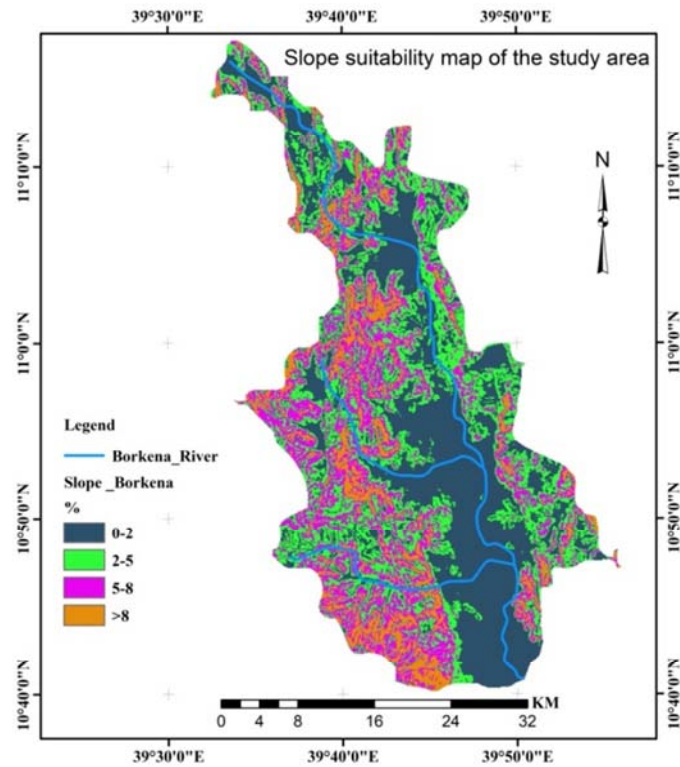 39°30'0"E 39°40'0"E 39°50'0"E
Slope suitability map of the study area
N
11°10'0"N 11°10'0"N
11°0'0"N 11°0'0"N
10°50'0"N 10°50'0"N
10°40'0"N 10°40'0"N
Legend
Borkena_River
Slope _Borkena
%
0-2
2-5
5-8
>8
KM
0 2 4 8 16 24 32
39°30'0"E 39°40'0"E 39°50'0"E